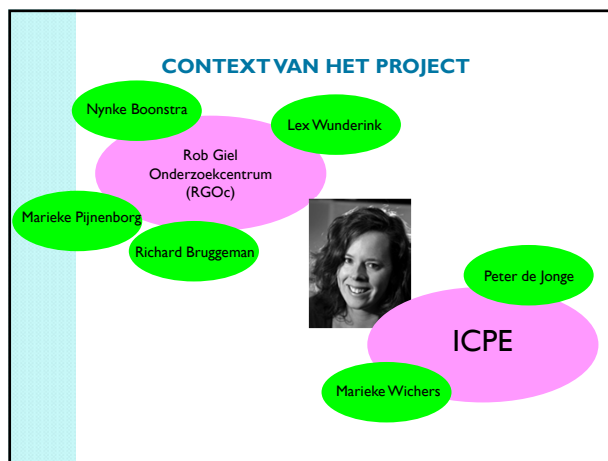 CONTEXT VAN HET PROJECT
Nynke Boonstra
Lex Wunderink
Rob Giel
Onderzoekcentrum
(RGOc)
Marieke Pijnenborg
Richard Bruggeman
Peter de Jonge
ICPE
Marieke Wichers